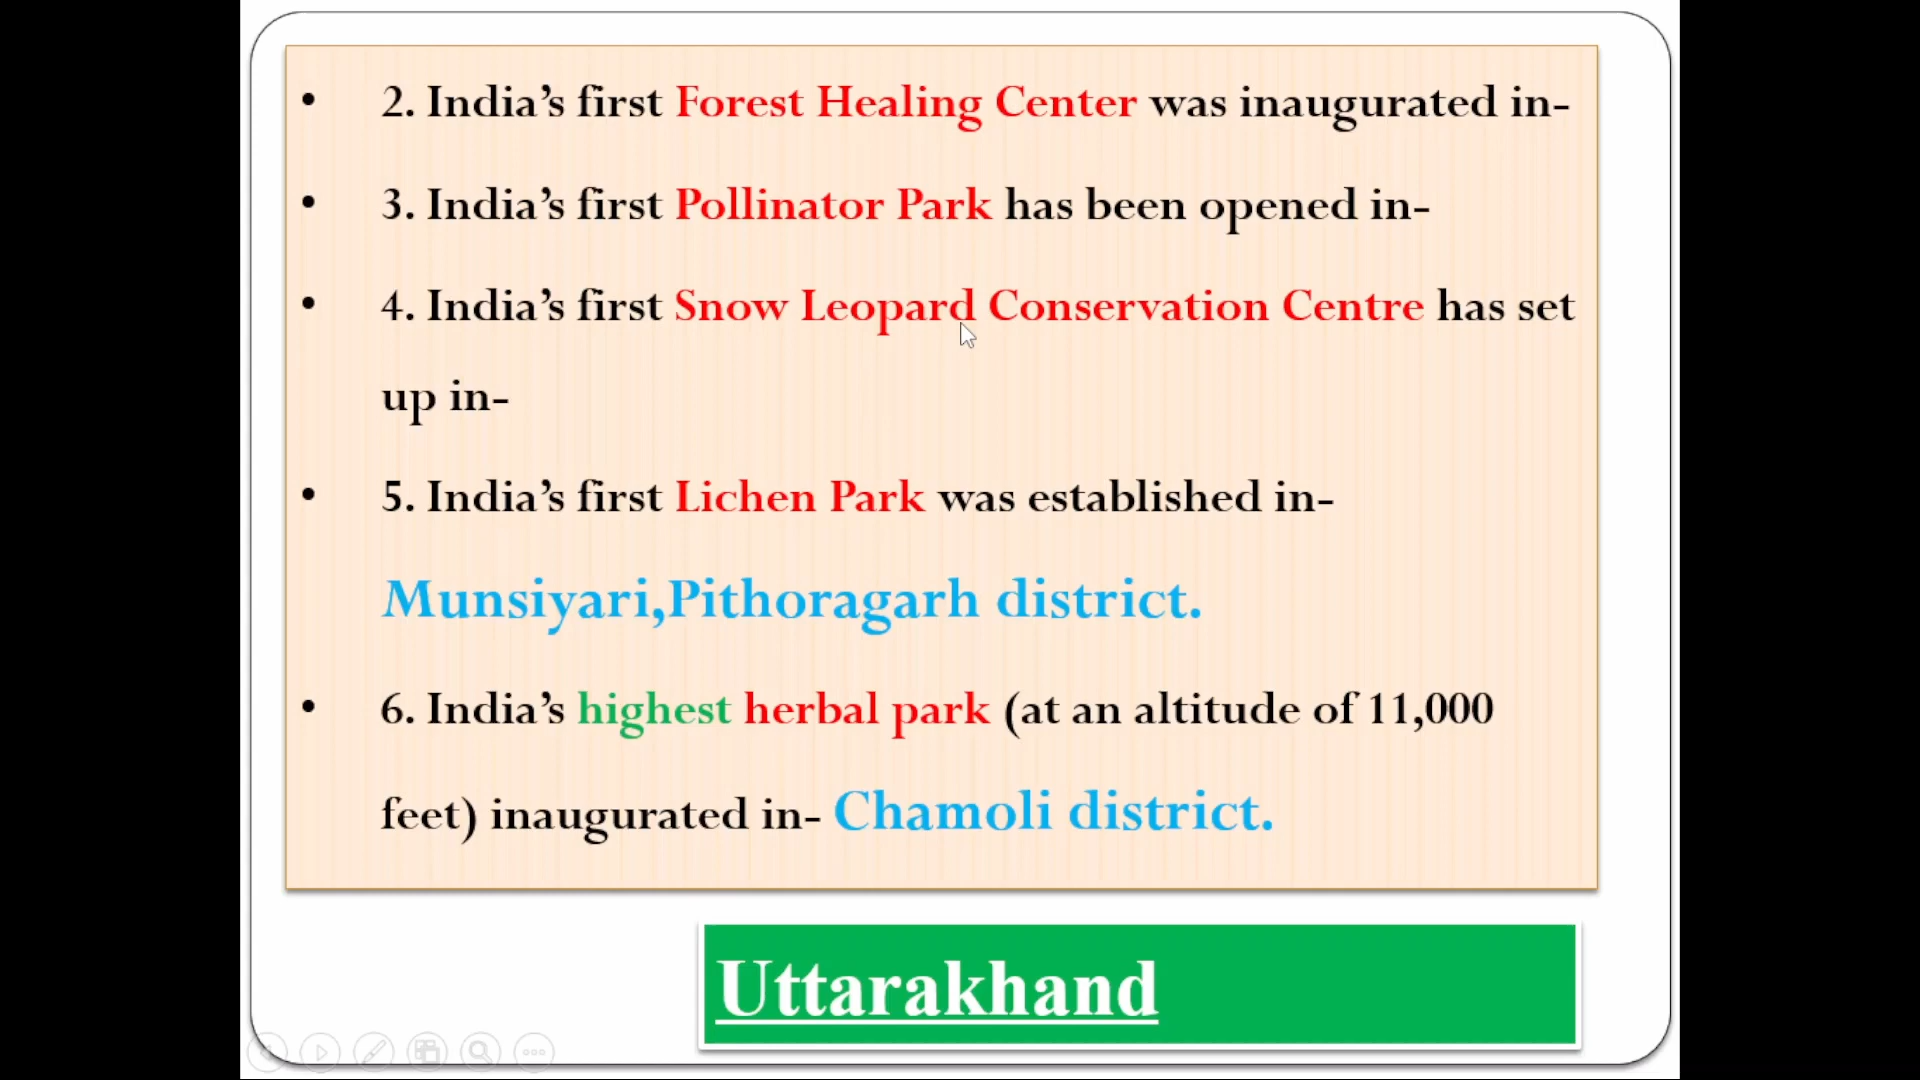 • 2. India’s first Forest Healing Center was inaugurated in-
• 3. India’s first Pollinator Park has been opened in-
• 4. India’s first Snow Leopard Conservation Centre has set
up in-
• 5. India’s first Lichen Park was established in-
Munsiyari,Pithoragarh district.
• 6. India’s highest herbal park (at an altitude of 11,000
feet) inaugurated in- Chamoli district.
Uttarakhand